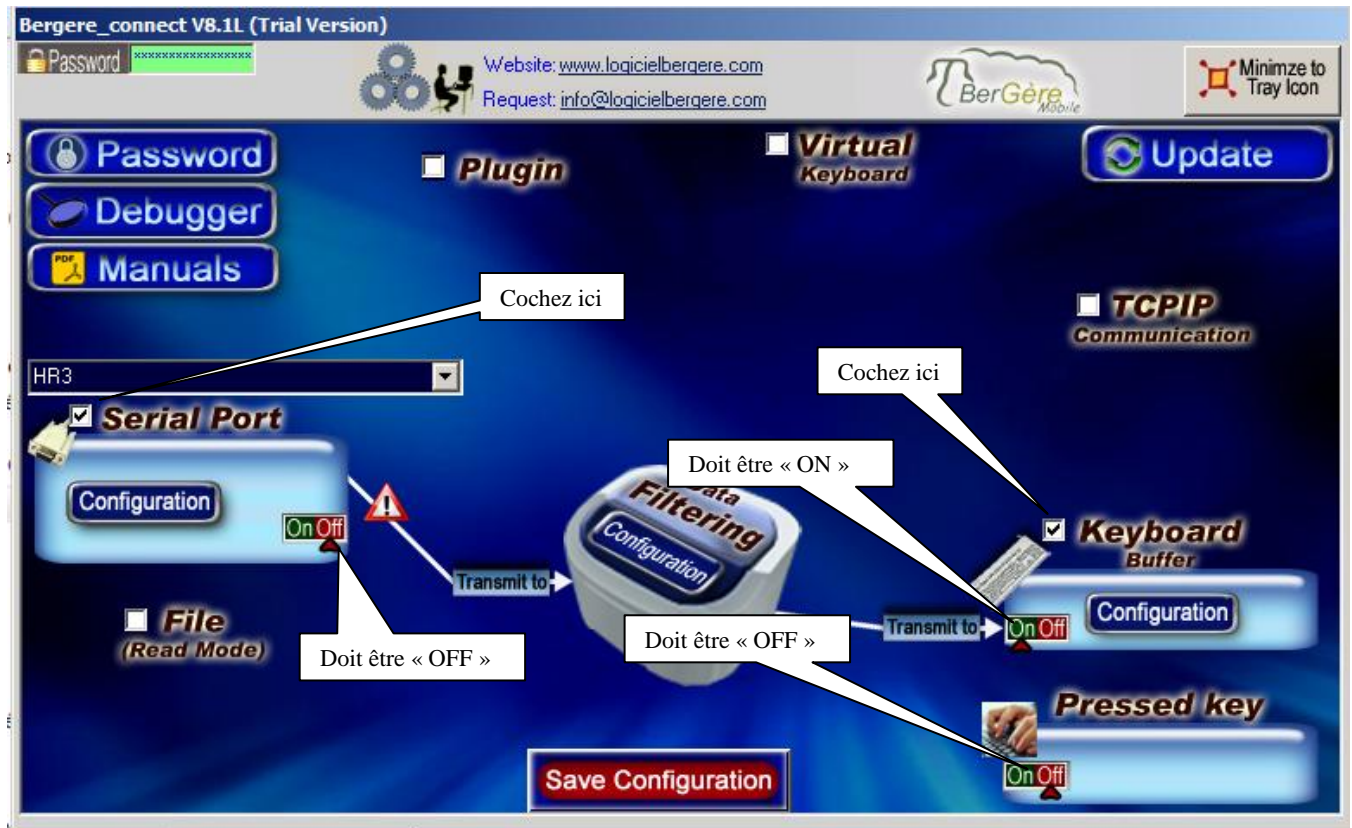 Bergere_connect V8.1L (Trial Version)
Password ******************
Website: www.logicielbergere.com
Request: info@logicielbergere.com
BerGère
Mobile
Minimze to
Tray Icon
Password
Debugger
Manuals
PDF
Plugin
Virtual
Keyboard
Update
Cochez ici
TCPIP
Communication
HR3
Cochez ici
Serial Port
Configuration
On Off
Doit être « ON »
Data
Filtering
Configuration
Transmit to
Keyboard
Buffer
Configuration
Transmit to
On Off
File
(Read Mode)
Doit être « OFF »
Doit être « OFF »
Pressed key
On Off
Save Configuration